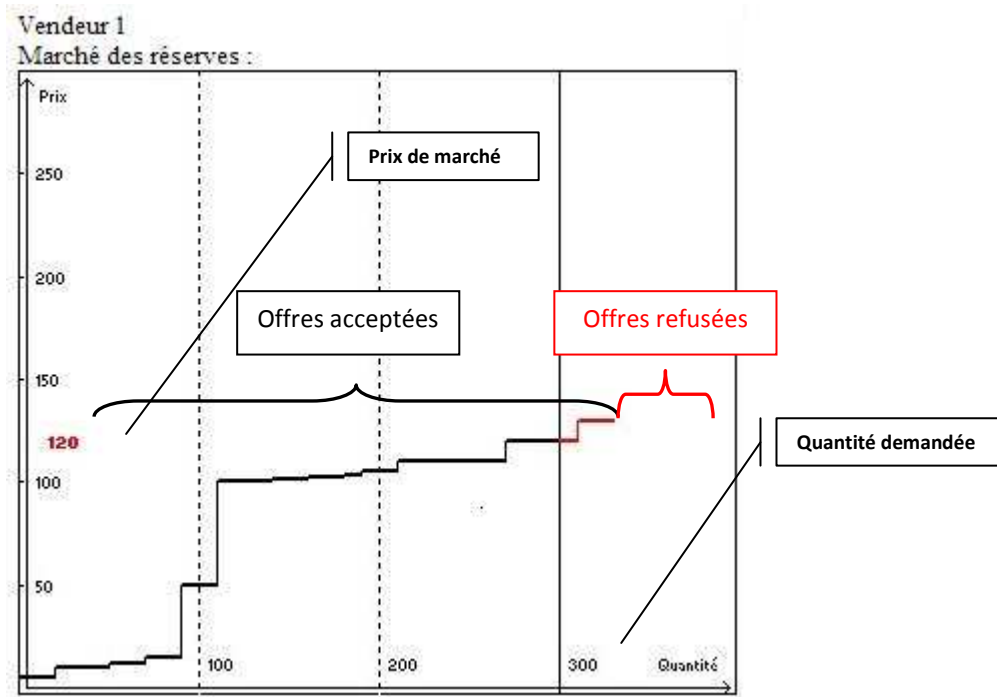 Vendeur 1
Marché des réserves :
Prix
Prix de marché
250
200
Offres acceptées
Offres refusées
150
120
Quantité demandée
100
50
100
200
300
Quantité